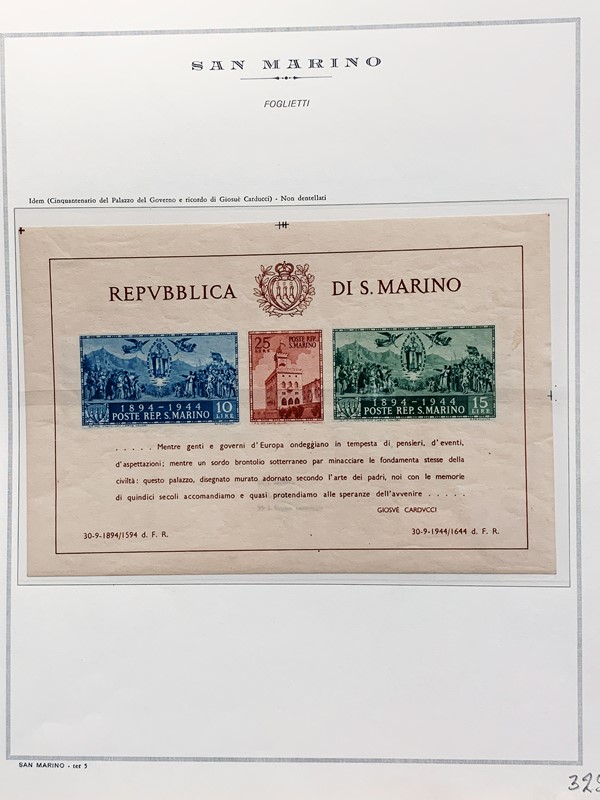 SAN MARINO
FOGLIETTI
Idem (Cinquantenario del Palazzo del Governo e ricordo di Giosuè Carducci) - Non dentellati
REPVBBLICA DI S. MARINO
1894-1944 10 LIRE
POSTE REP. S. MARINO
25 LIRE POSTE REP. S. MARINO
1894-1944 15 LIRE
POSTE REP. S. MARINO
. . . . . Mentre genti e governi d'Europa ondeggiano in tempesta di pensieri, d'eventi,
d'aspettazioni; mentre un sordo brontolio sotterraneo par minacciare le fondamenta stesse della
civiltà: questo palazzo, disegnato murato adornato secondo l'arte dei padri, noi con le memorie
di quindici secoli accomandiamo e quasi protendiamo alle speranze dell'avvenire . . . . .
GIOSVÈ CARDVCCI
30-9-1894/1594 d. F. R. 30-9-1944/1644 d. F. R.
SAN MARINO - ter 5